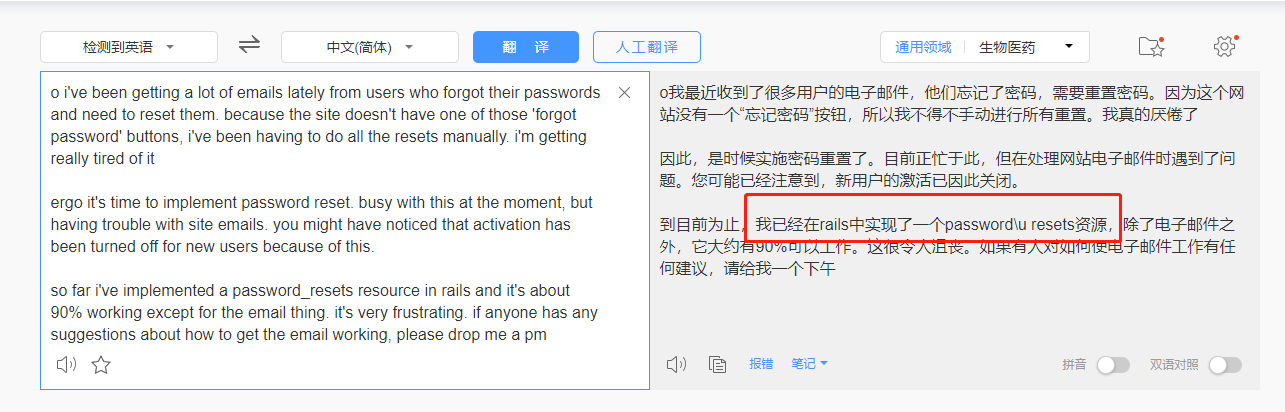 检测到英语
中文(简体)
翻 译
人工翻译
通用领域
生物医药
o i've been getting a lot of emails lately from users who forgot their passwords
and need to reset them. because the site doesn't have one of those 'forgot
password' buttons, i've been having to do all the resets manually. i'm getting
really tired of it
ergo it's time to implement password reset. busy with this at the moment, but
having trouble with site emails. you might have noticed that activation has
been turned off for new users because of this.
so far i've implemented a password_resets resource in rails and it's about
90% working except for the email thing. it's very frustrating. if anyone has any
suggestions about how to get the email working, please drop me a pm
o我最近收到了很多用户的电子邮件，他们忘记了密码，需要重置密码。因为这个网
站没有一个“忘记密码”按钮，所以我不得不手动进行所有重置。我真的厌倦了
因此，是时候实施密码重置了。目前正忙于此，但在处理网站电子邮件时遇到了问
题。您可能已经注意到，新用户的激活已因此关闭。
到目前为止，我已经在rails中实现了一个password\u resets资源，除了电子邮件之
外，它大约有90%可以工作。这很令人沮丧。如果有人对如何使电子邮件工作有任
何建议，请给我一个下午
报错
笔记
拼音
双语对照